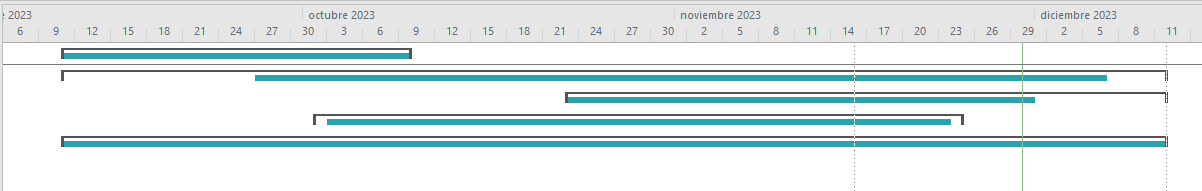 2023 octubre 2023 noviembre 2023 diciembre 2023
6 9 12 15 18 21 24 27 30 3 6 9 12 15 18 21 24 27 30 2 5 8 11 14 17 20 23 26 29 2 5 8 11